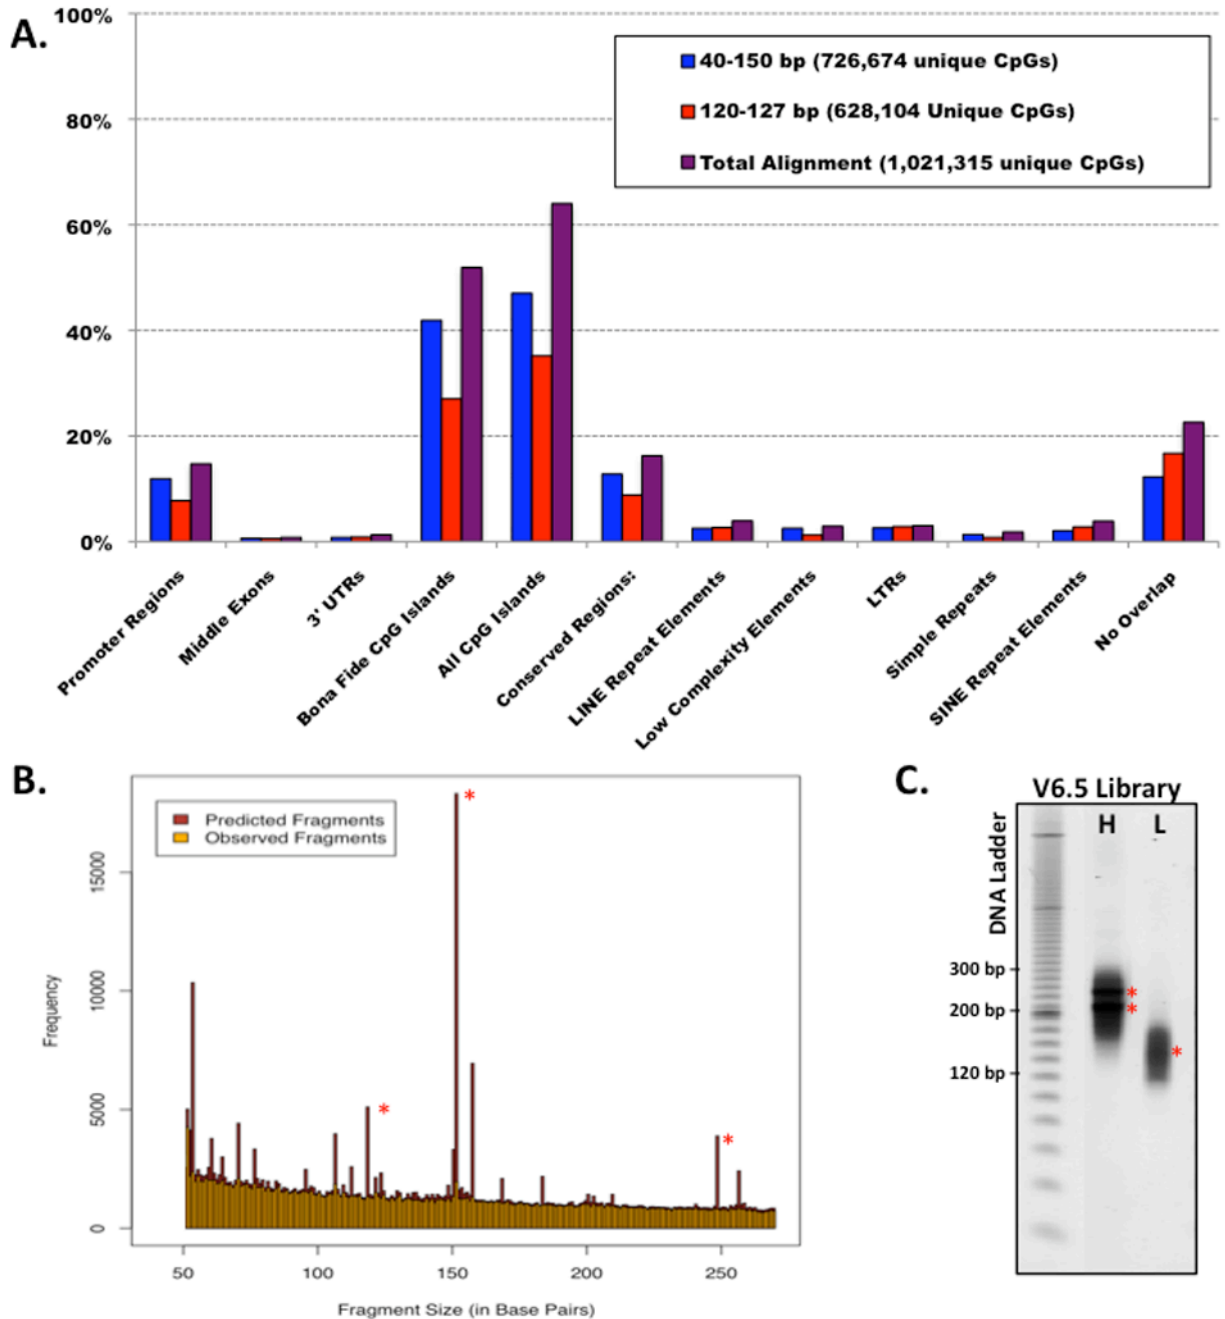 A.
100%
80%
60%
40%
20%
0%
40-150 bp (726,674 unique CpGs)
120-127 bp (628,104 Unique CpGs)
Total Alignment (1,021,315 unique CpGs)
Promoter Regions
Middle Exons
3' UTRs
Bona Fide CpG Islands
All CpG Islands
Conserved Regions:
LINE Repeat Elements
Low Complexity Elements
LTRs
Simple Repeats
SINE Repeat Elements
No Overlap
B.
Predicted Fragments
Observed Fragments
Frequency
15000
10000
5000
0
50
100
150
200
250
Fragment Size (in Base Pairs)
*
*
*
C.
V6.5 Library
H
L
DNA Ladder
300 bp
200 bp
120 bp
*
*
*